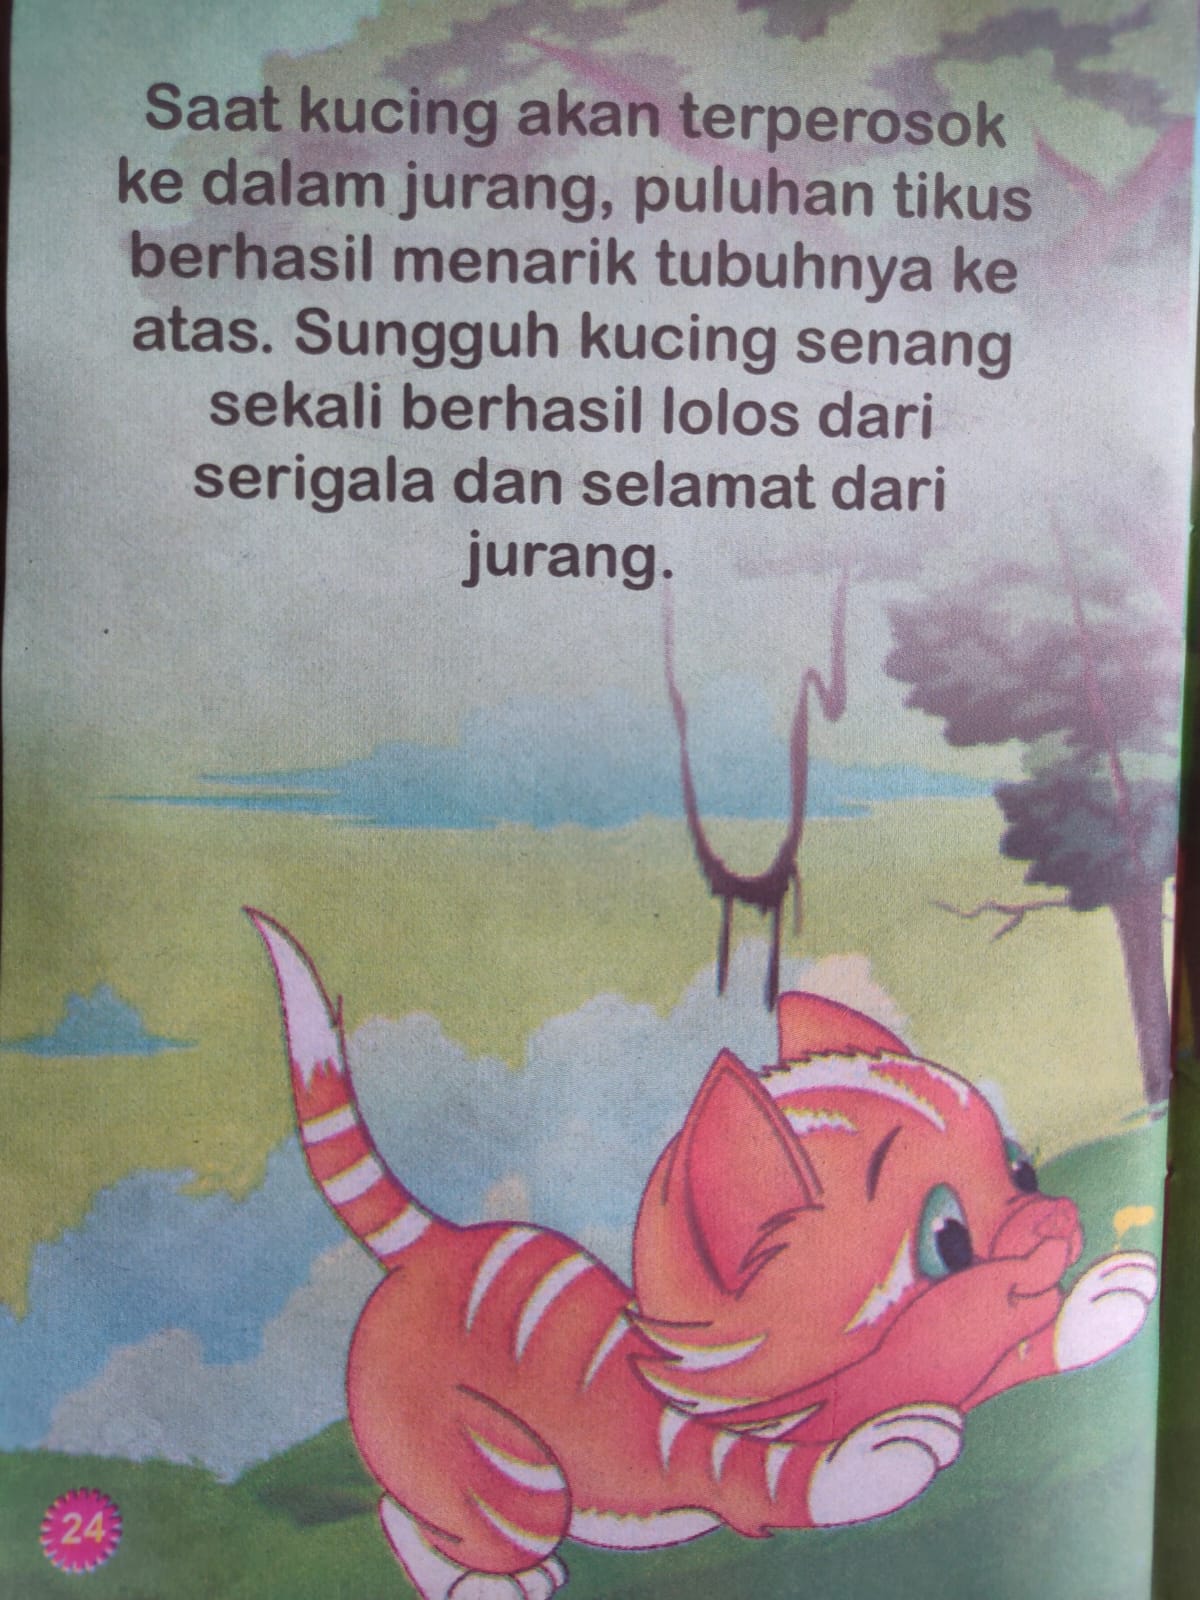 Saat kucing akan terperosok
ke dalam jurang, puluhan tikus
berhasil menarik tubuhnya ke
atas. Sungguh kucing senang
sekali berhasil lolos dari
serigala dan selamat dari
jurang.
24